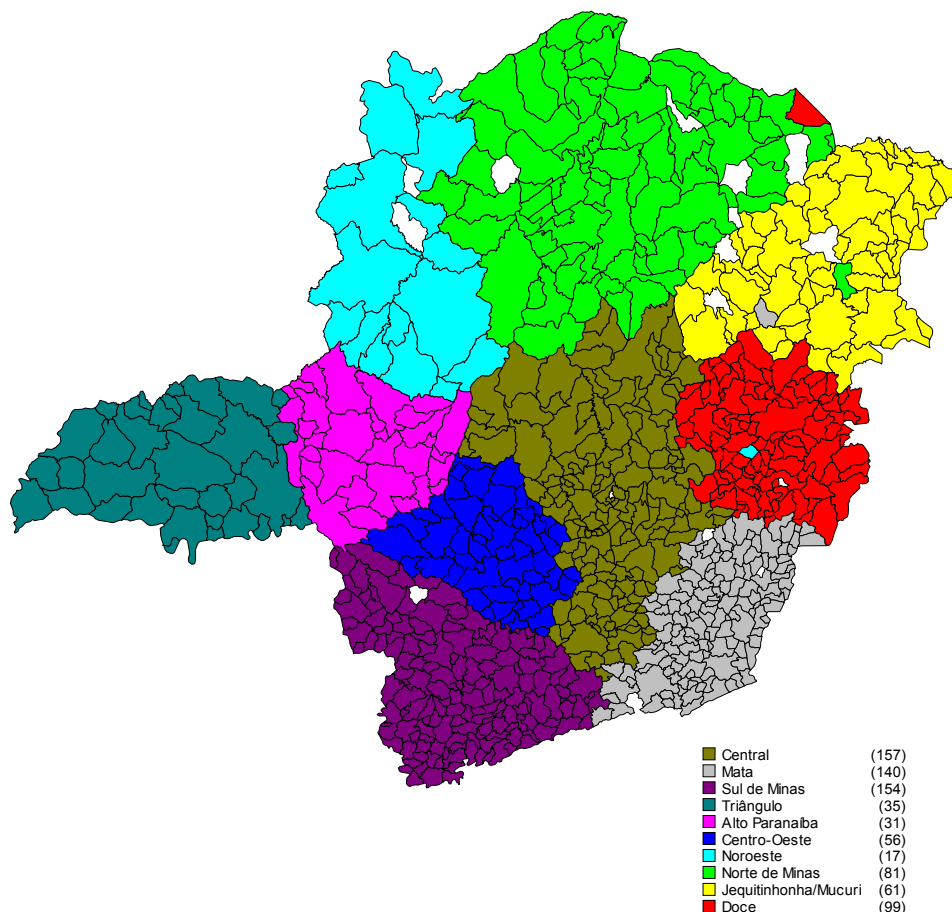 Central (157)
Mata (140)
Sul de Minas (154)
Triângulo (35)
Alto Paranaíba (31)
Centro-Oeste (56)
Noroeste (17)
Norte de Minas (81)
Jequitinhonha/Mucuri (61)
Doce (99)